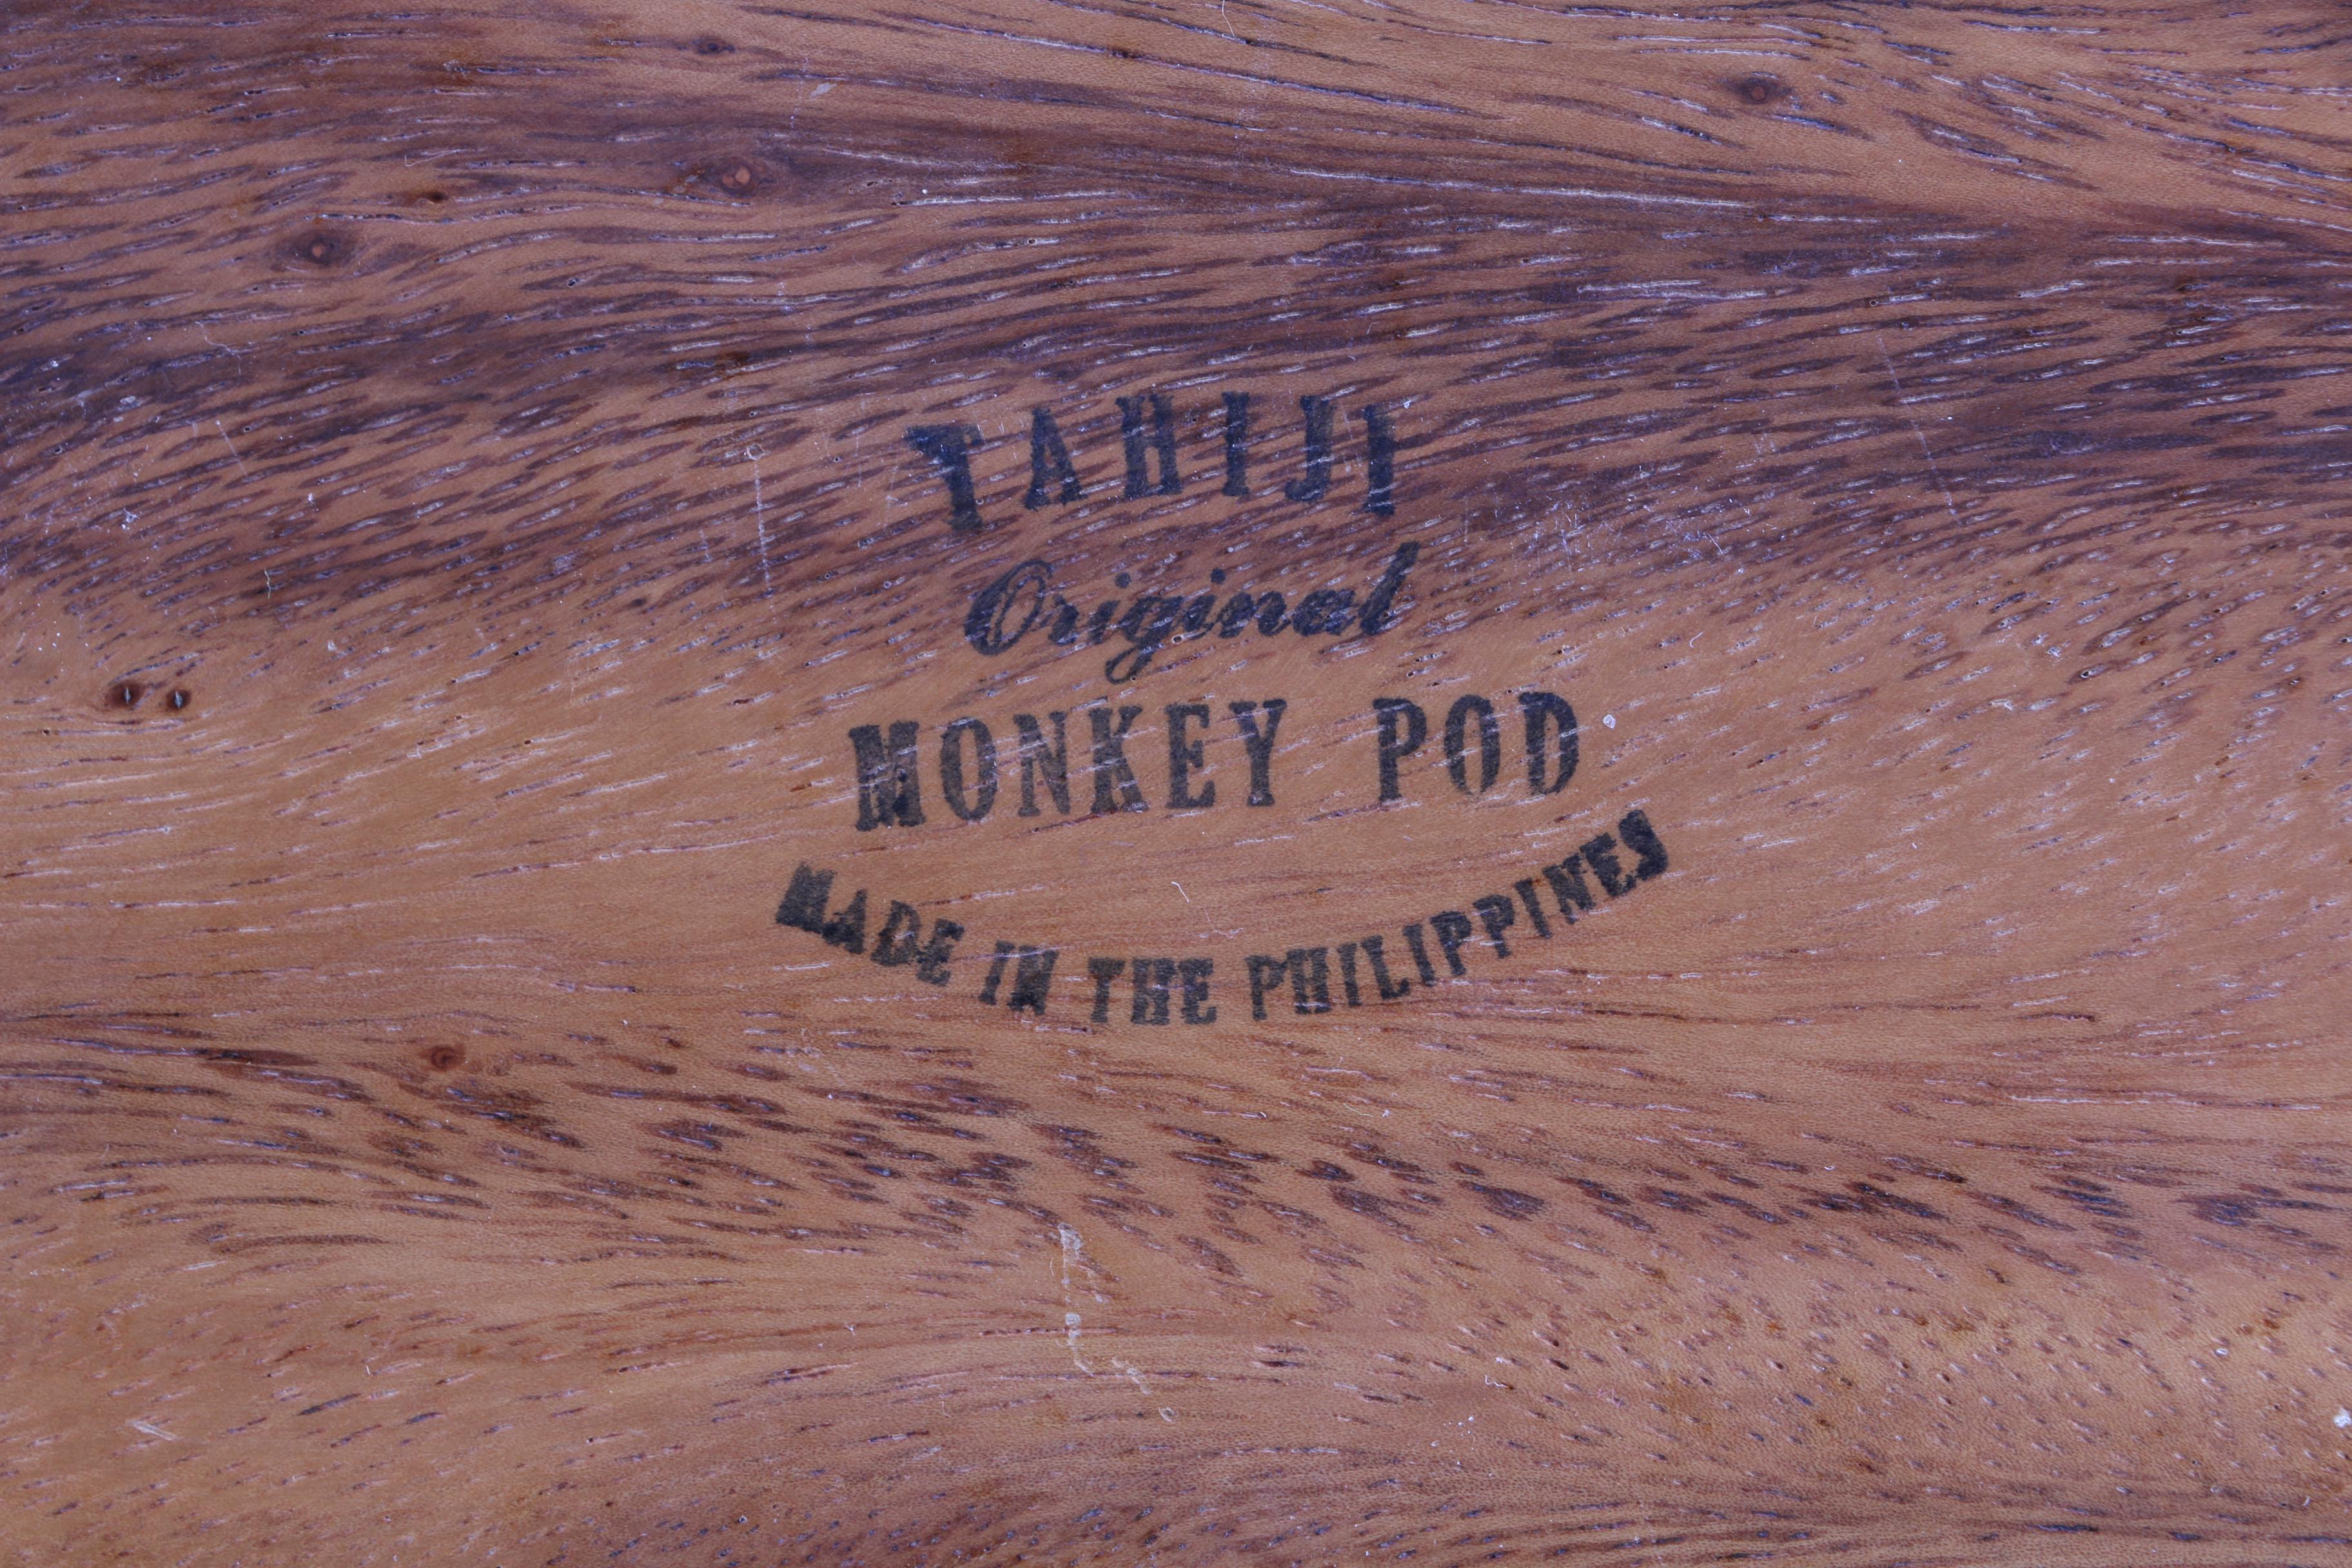 TAHIJI
Original
MONKEY POD
MADE IN THE PHILIPPINES